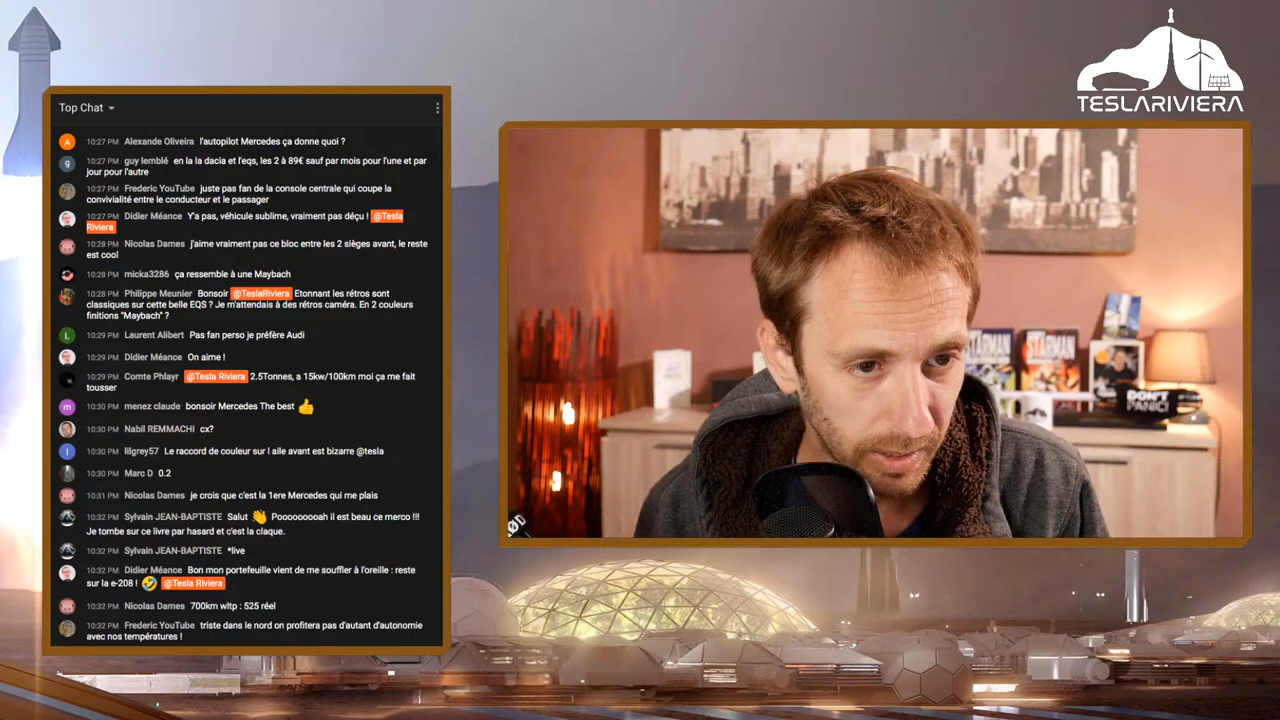 TESLARIVIERA
Top Chat
10:27 PM Alexande Oliveira l'autopilot Mercedes ça donne quoi ?
10:27 PM guy lemblé en la la dacia et l'eqs, les 2 à 89€ sauf par mois pour l'une et par
jour pour l'autre
10:27 PM Frederic YouTube juste pas fan de la console centrale qui coupe la
convivialité entre le conducteur et le passager
10:27 PM Didier Méance Y'a pas, véhicule sublime, vraiment pas déçu ! @Tesla
Riviera
10:28 PM Nicolas Dames j'aime vraiment pas ce bloc entre les 2 sièges avant, le reste
est cool
10:28 PM micka3286 ça ressemble à une Maybach
10:28 PM Philippe Meunier Bonsoir @TeslaRiviera Etonnant les rétros sont
classiques sur cette belle EQS ? Je m'attendais à des rétros caméra. En 2 couleurs
finitions "Maybach" ?
10:29 PM Laurent Alibert Pas fan perso je préfère Audi
10:29 PM Didier Méance On aime !
10:29 PM Comte Phlayr @Tesla Riviera 2.5Tonnes, a 15kw/100km moi ça me fait
tousser
10:30 PM menez claude bonsoir Mercedes The best 👍
10:30 PM Nabil REMMACHI cx?
10:30 PM lilgrey57 Le raccord de couleur sur l aile avant est bizarre @tesla
10:30 PM Marc D 0.2
10:31 PM Nicolas Dames je crois que c'est la 1ere Mercedes qui me plais
10:32 PM Sylvain JEAN-BAPTISTE Salut 👏 Pooooooooah il est beau ce merco !!!
Je tombe sur ce livre par hasard et c'est la claque.
10:32 PM Sylvain JEAN-BAPTISTE *live
10:32 PM Didier Méance Bon mon portefeuille vient de me souffler à l'oreille : reste
sur la e-208 ! 🤣 @Tesla Riviera
10:32 PM Nicolas Dames 700km wltp : 525 réel
10:32 PM Frederic YouTube triste dans le nord on profitera pas d'autant d'autonomie
avec nos températures !
STARMAN
STARMAN
DON'T
PANIC!